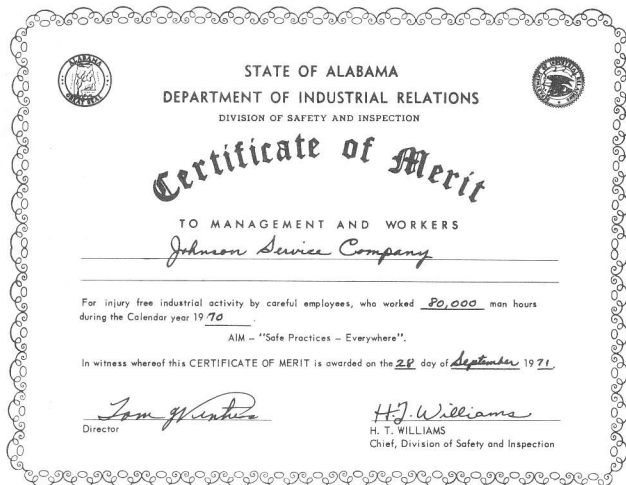 ALABAMA
GREAT SEAL
STATE OF ALABAMA
DEPARTMENT OF INDUSTRIAL RELATIONS
DIVISION OF SAFETY AND INSPECTION
Certificate of Merit
TO MANAGEMENT AND WORKERS
Johnson Service Company
For injury free industrial activity by careful employees, who worked 80,000 man hours
during the Calendar year 1970.
AIM – "Safe Practices – Everywhere".
In witness whereof this CERTIFICATE OF MERIT is awarded on the 28 day of September 1971.
Tom
H.J. Williams
Director
H. T. WILLIAMS
Chief, Division of Safety and Inspection